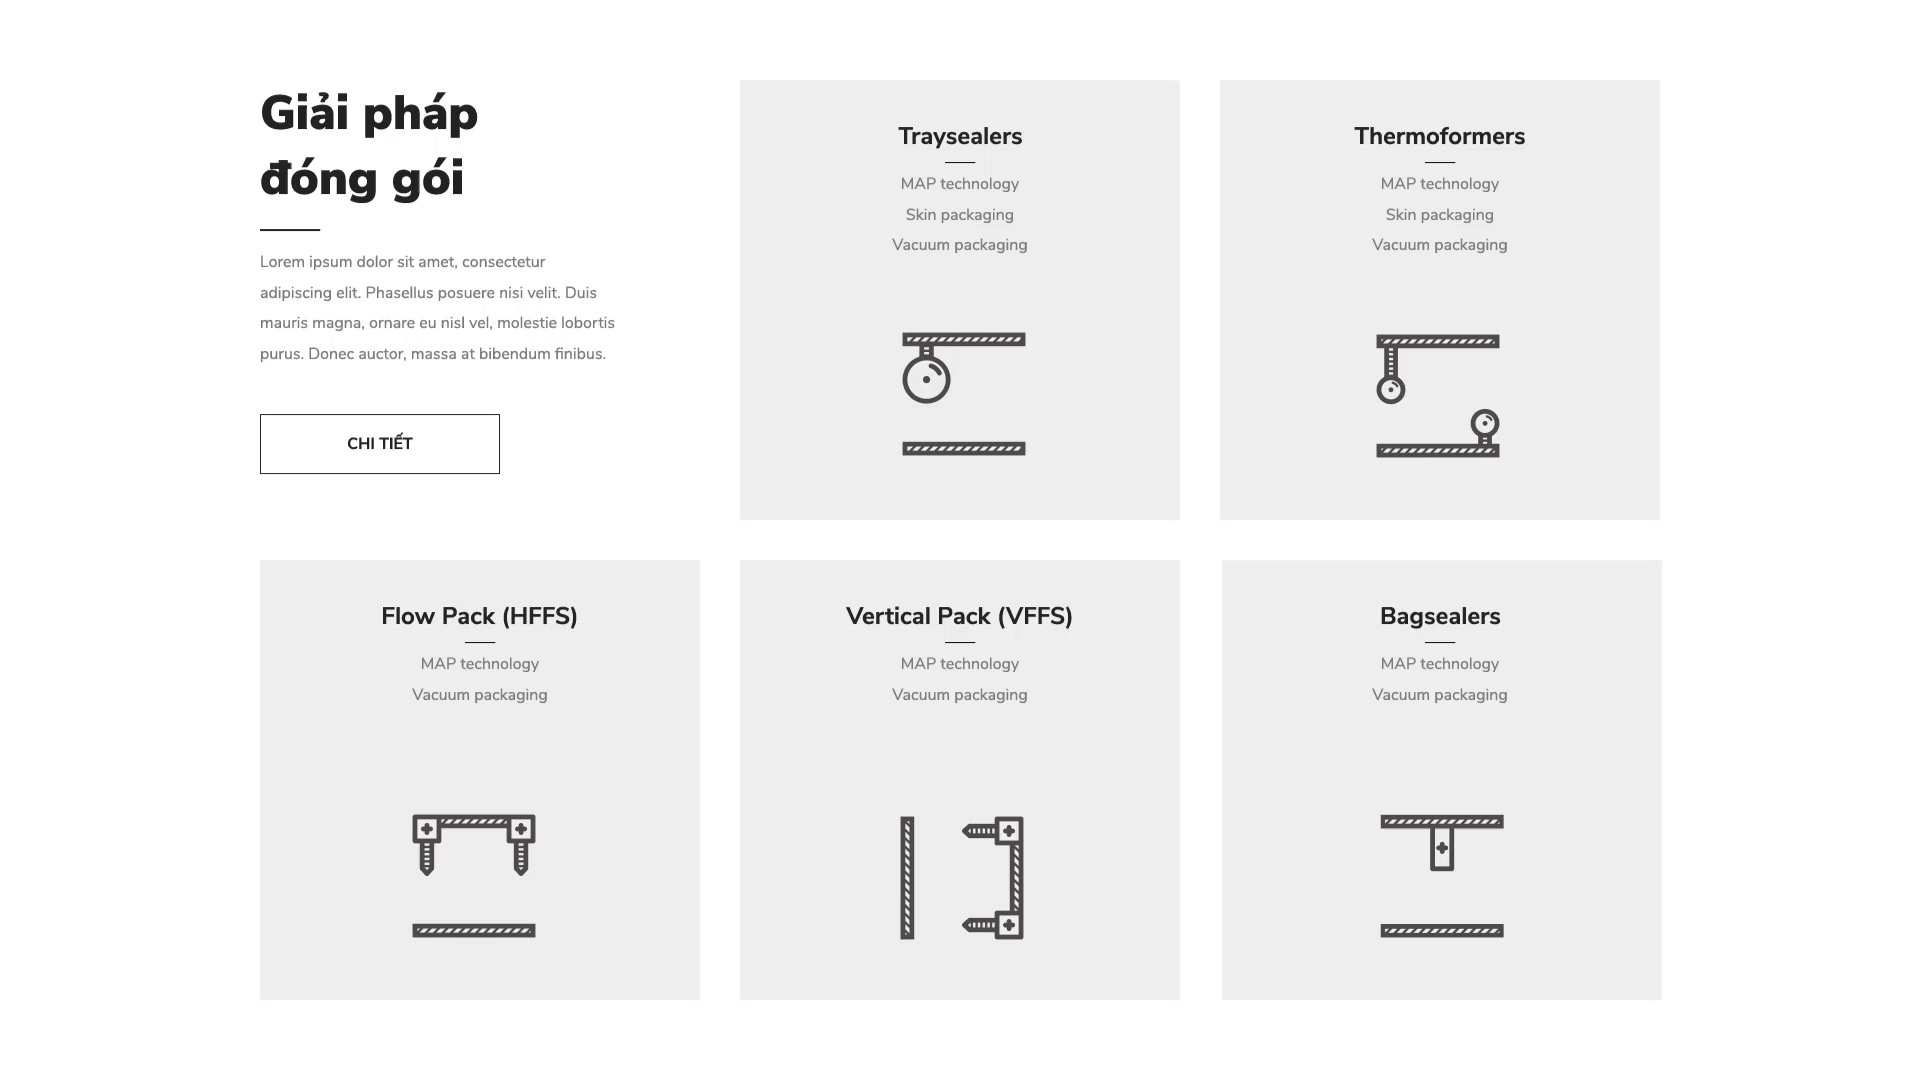 Giải pháp
đóng gói
Lorem ipsum dolor sit amet, consectetur
adipiscing elit. Phasellus posuere nisi velit. Duis
mauris magna, ornare eu nisl vel, molestie lobortis
purus. Donec auctor, massa at bibendum finibus.
CHI TIẾT
Traysealers
MAP technology
Skin packaging
Vacuum packaging
Thermoformers
MAP technology
Skin packaging
Vacuum packaging
Flow Pack (HFFS)
MAP technology
Vacuum packaging
Vertical Pack (VFFS)
MAP technology
Vacuum packaging
Bagsealers
MAP technology
Vacuum packaging